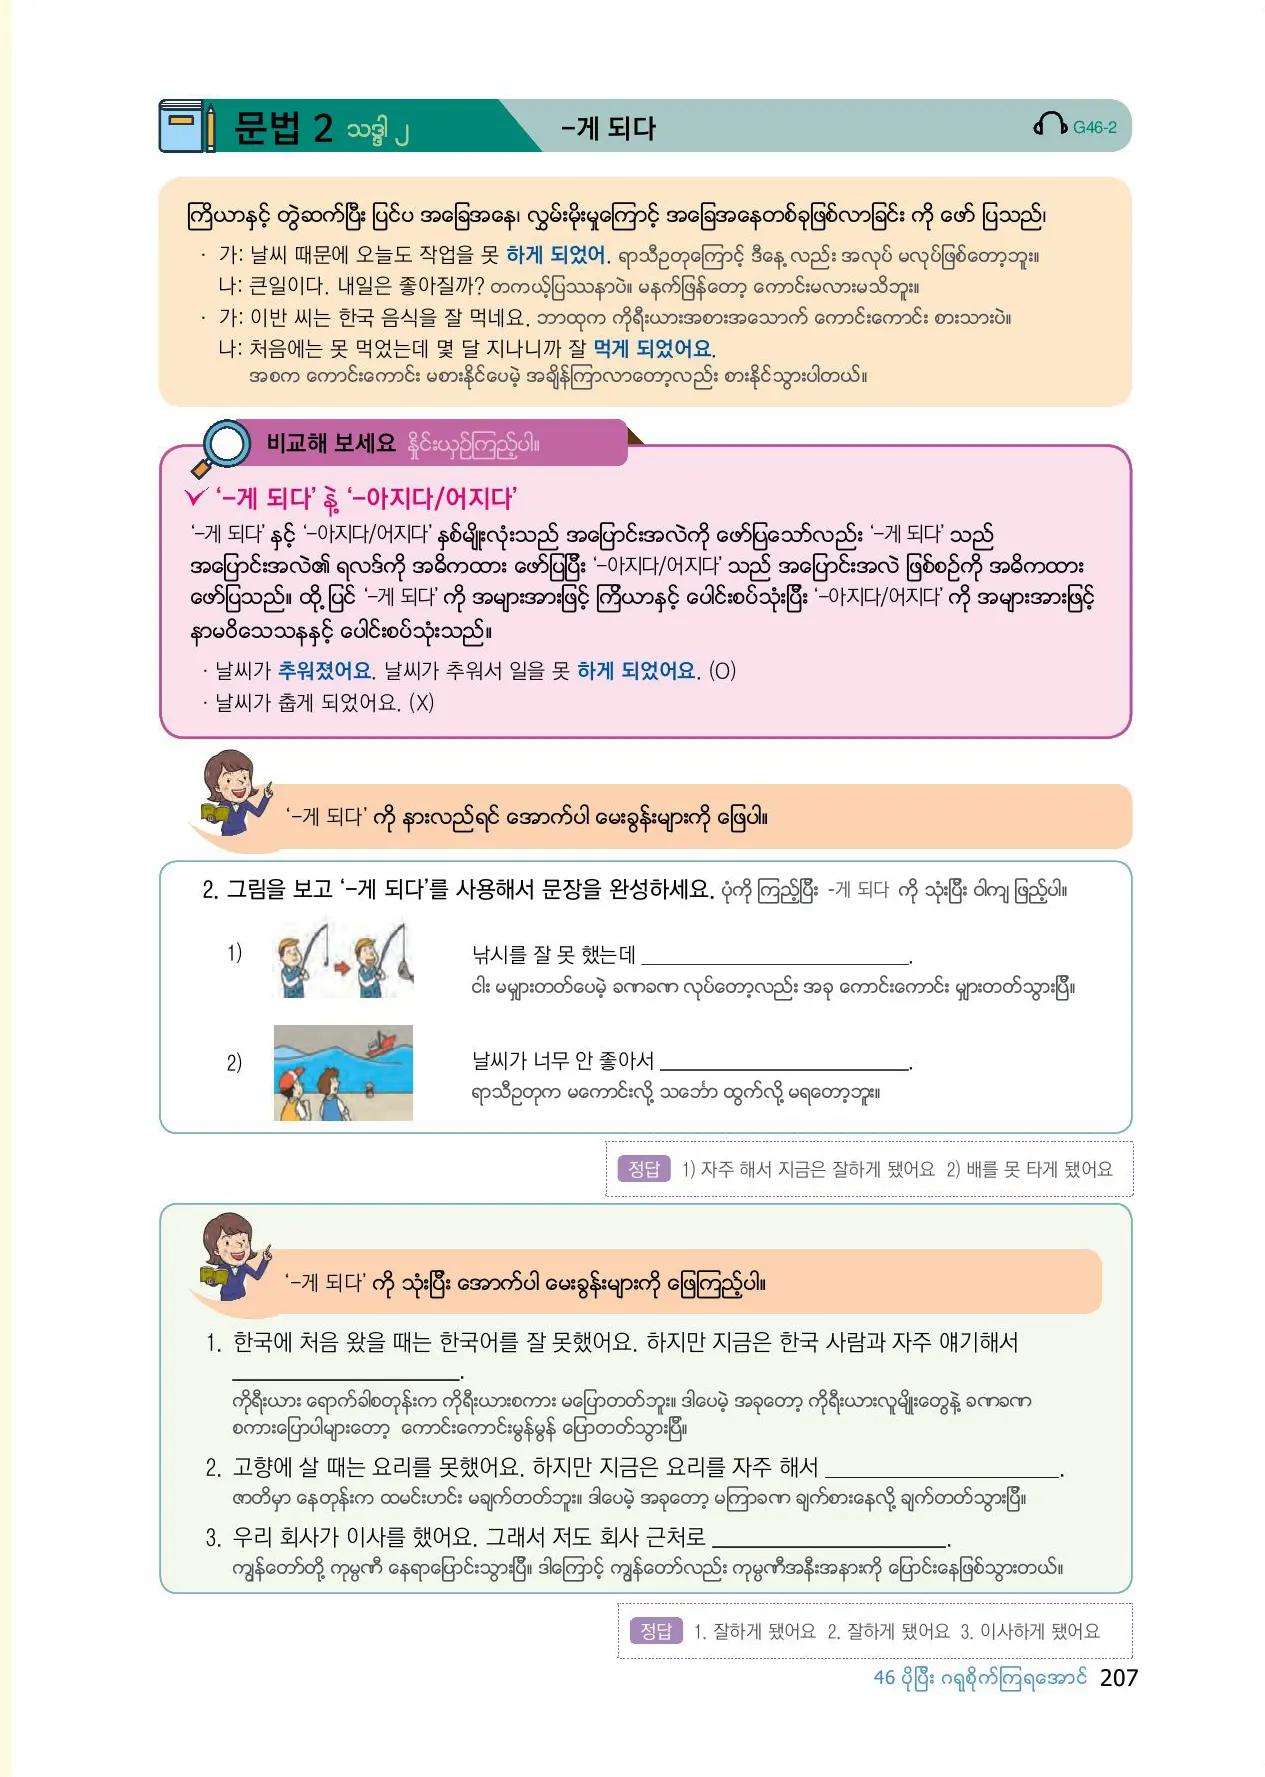 문법 2 သဒ္ဒါ ၂ -게 되다 G46-2
ကြိယာနှင့် တွဲဆက်ပြီး ပြင်ပ အခြေအနေ၊ လွှမ်းမိုးမှုကြောင့် အခြေအနေတစ်ခုဖြစ်လာခြင်း ကို ဖော် ပြသည်၊
· 가: 날씨 때문에 오늘도 작업을 못 하게 되었어. ရာသီဥတုကြောင့် ဒီနေ့ လည်း အလုပ် မလုပ်ဖြစ်တော့ဘူး။
나: 큰일이다. 내일은 좋아질까? တကယ့်ပြဿနာပဲ။ မနက်ဖြန်တော့ ကောင်းမလားမသိဘူး။
· 가: 이반 씨는 한국 음식을 잘 먹네요. ဘာထုက ကိုရီးယားအစားအသောက် ကောင်းကောင်း စားသားပဲ။
나: 처음에는 못 먹었는데 몇 달 지나니까 잘 먹게 되었어요.
အစက ကောင်းကောင်း မစားနိုင်ပေမဲ့ အချိန်ကြာလာတော့လည်း စားနိုင်သွားပါတယ်။
비교해 보세요 နှိုင်းယှဉ်ကြည့်ပါ။
‘-게 되다’ နဲ့ ‘-아지다/어지다’
‘-게 되다’ နှင့် ‘-아지다/어지다’ နှစ်မျိုးလုံးသည် အပြောင်းအလဲကို ဖော်ပြသော်လည်း ‘-게 되다’ သည်
အပြောင်းအလဲ၏ ရလဒ်ကို အဓိကထား ဖော်ပြပြီး ‘-아지다/어지다’ သည် အပြောင်းအလဲ ဖြစ်စဉ်ကို အဓိကထား
ဖော်ပြသည်။ ထို့ ပြင် ‘-게 되다’ ကို အများအားဖြင့် ကြိယာနှင့် ပေါင်းစပ်သုံးပြီး ‘-아지다/어지다’ ကို အများအားဖြင့်
နာမဝိသေသနနှင့် ပေါင်းစပ်သုံးသည်။
· 날씨가 추워졌어요. 날씨가 추워서 일을 못 하게 되었어요. (O)
· 날씨가 춥게 되었어요. (X)
‘-게 되다’ ကို နားလည်ရင် အောက်ပါ မေးခွန်းများကို ဖြေပါ။
2. 그림을 보고 ‘-게 되다’를 사용해서 문장을 완성하세요. ပုံကို ကြည့်ပြီး -게 되다 ကို သုံးပြီး ဝါကျ ဖြည့်ပါ။
1) 낚시를 잘 못 했는데 ____________________.
ငါး မမျှားတတ်ပေမဲ့ ခဏခဏ လုပ်တော့လည်း အခု ကောင်းကောင်း မျှားတတ်သွားပြီ။
2) 날씨가 너무 안 좋아서 ____________________.
ရာသီဥတုက မကောင်းလို့ သင်္ဘော ထွက်လို့ မရတော့ဘူး။
정답 1) 자주 해서 지금은 잘하게 됐어요 2) 배를 못 타게 됐어요
‘-게 되다’ ကို သုံးပြီး အောက်ပါ မေးခွန်းများကို ဖြေကြည့်ပါ။
1. 한국에 처음 왔을 때는 한국어를 잘 못했어요. 하지만 지금은 한국 사람과 자주 얘기해서
____________________.
ကိုရီးယား ရောက်ခါစတုန်းက ကိုရီးယားစကား မပြောတတ်ဘူး။ ဒါပေမဲ့ အခုတော့ ကိုရီးယားလူမျိုးတွေနဲ့ ခဏခဏ
စကားပြောပါများတော့ ကောင်းကောင်းမွန်မွန် ပြောတတ်သွားပြီ။
2. 고향에 살 때는 요리를 못했어요. 하지만 지금은 요리를 자주 해서 ____________________.
ဇာတိမှာ နေတုန်းက ထမင်းဟင်း မချက်တတ်ဘူး။ ဒါပေမဲ့ အခုတော့ မကြာခဏ ချက်စားနေလို့ ချက်တတ်သွားပြီ။
3. 우리 회사가 이사를 했어요. 그래서 저도 회사 근처로 ____________________.
ကျွန်တော်တို့ ကုမ္ပဏီ နေရာပြောင်းသွားပြီ။ ဒါကြောင့် ကျွန်တော်လည်း ကုမ္ပဏီအနီးအနားကို ပြောင်းနေဖြစ်သွားတယ်။
정답 1. 잘하게 됐어요 2. 잘하게 됐어요 3. 이사하게 됐어요
46 ပိုပြီး ဂရုစိုက်ကြရအောင် 207